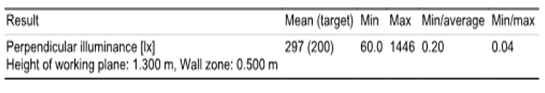 Result Mean (target) Min Max Min/average Min/max
Perpendicular illuminance [lx] 297 (200) 60.0 1446 0.20 0.04
Height of working plane: 1.300 m, Wall zone: 0.500 m